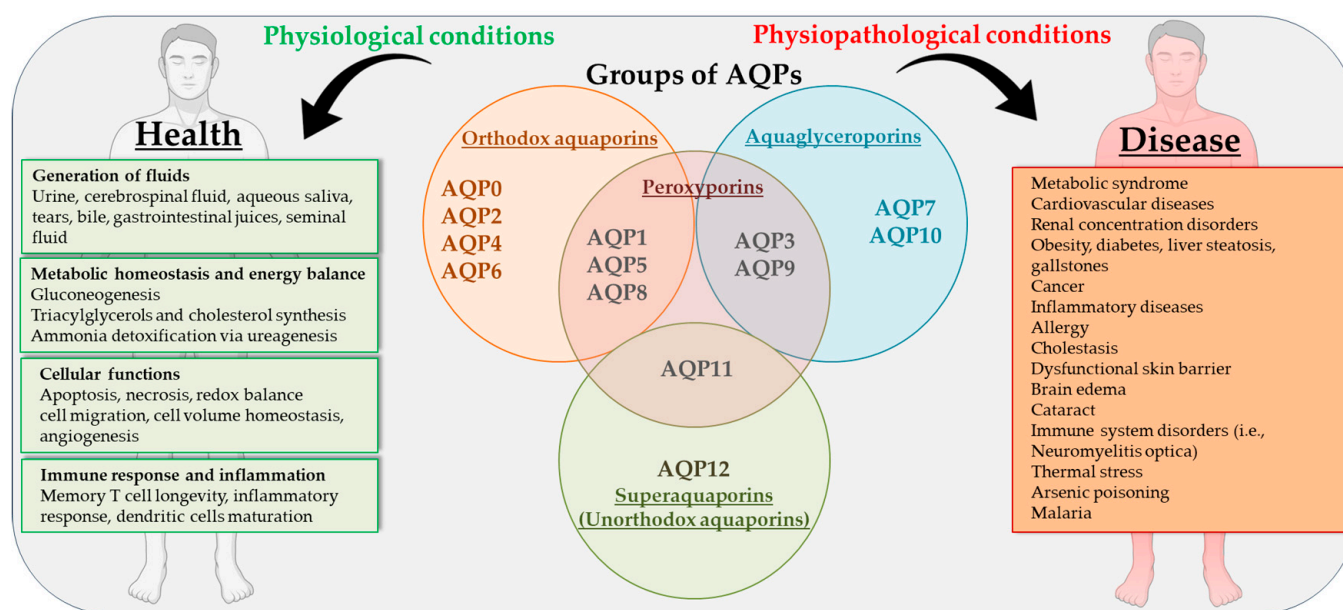 Physiological conditions
Physiopathological conditions
Groups of AQPs
Health
Generation of fluids
Urine, cerebrospinal fluid, aqueous saliva,
tears, bile, gastrointestinal juices, seminal
fluid
Metabolic homeostasis and energy balance
Gluconeogenesis
Triacylglycerols and cholesterol synthesis
Ammonia detoxification via ureagenesis
Cellular functions
Apoptosis, necrosis, redox balance
cell migration, cell volume homeostasis,
angiogenesis
Immune response and inflammation
Memory T cell longevity, inflammatory
response, dendritic cells maturation
Orthodox aquaporins
AQP0
AQP2
AQP4
AQP6
Peroxyporins
AQP1
AQP5
AQP8
AQP3
AQP9
AQP11
Aquaglyceroporins
AQP7
AQP10
AQP12
Superaquaporins
(Unorthodox aquaporins)
Disease
Metabolic syndrome
Cardiovascular diseases
Renal concentration disorders
Obesity, diabetes, liver steatosis,
gallstones
Cancer
Inflammatory diseases
Allergy
Cholestasis
Dysfunctional skin barrier
Brain edema
Cataract
Immune system disorders (i.e.,
Neuromyelitis optica)
Thermal stress
Arsenic poisoning
Malaria